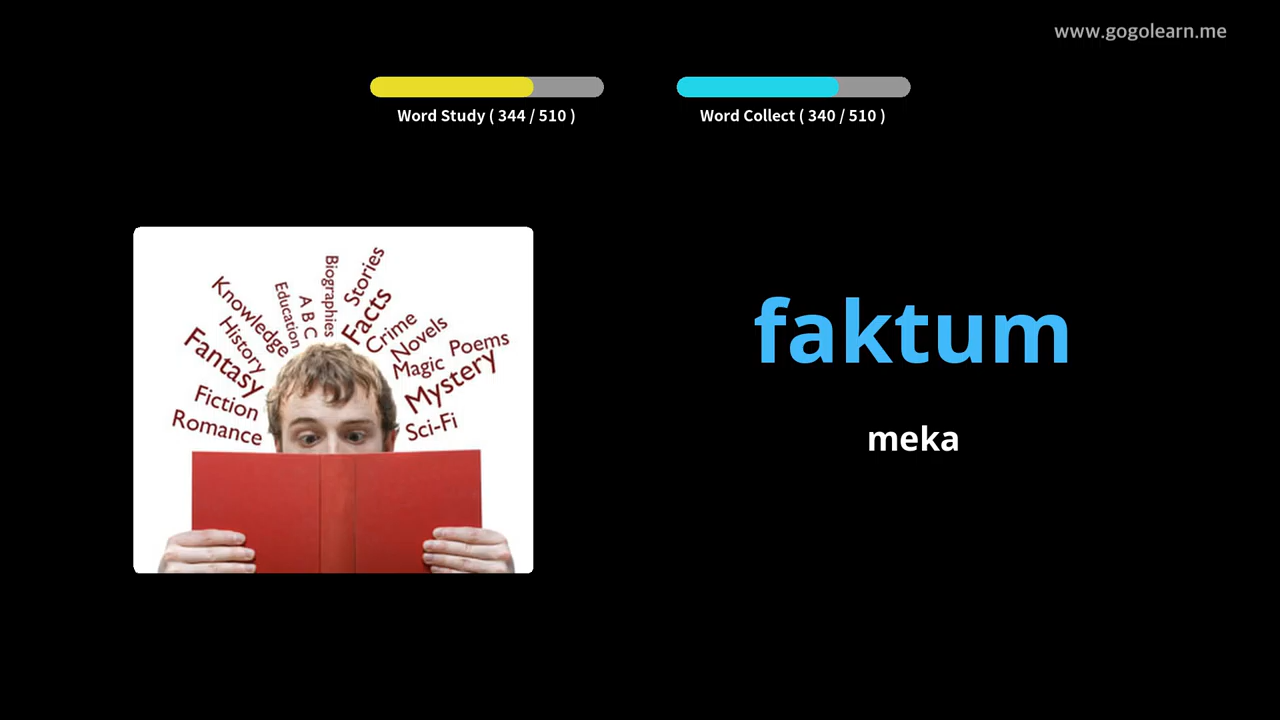 www.gogolearn.me
Word Study ( 344 / 510 )
Word Collect ( 340 / 510 )
Knowledge
Education
A B C
Biographies
Stories
Facts
Crime
Novels
Poems
History
Magic
Fantasy
Mystery
Fiction
Romance
Sci-Fi
faktum
meka